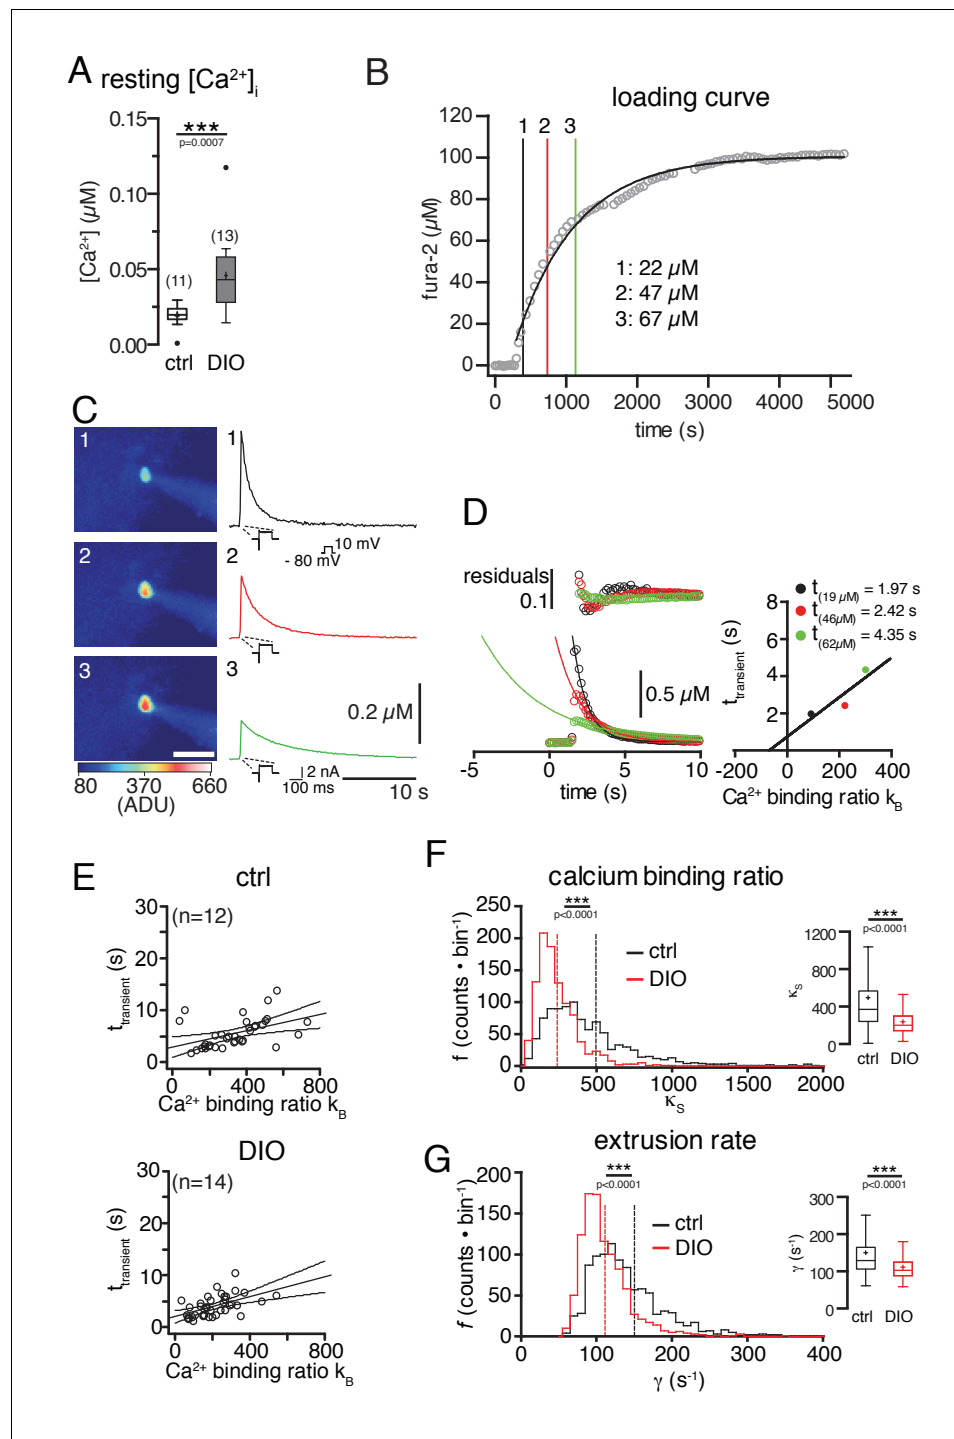 A resting [Ca²⁺]ᵢ
[Ca²⁺] (µM)
0.15
0.10
0.05
0.00
***
p=0.0007
(11)
(13)
ctrl DIO
B loading curve
fura-2 (µM)
120
100
80
60
40
20
0
1 2 3
1: 22 µM
2: 47 µM
3: 67 µM
0 1000 2000 3000 4000 5000
time (s)
C
1
2
3
80 370 660
(ADU)
1
10 mV
- 80 mV
2
3
0.2 µM
2 nA
100 ms
10 s
D
residuals
0.1
0.5 µM
-5 0 5 10
time (s)
t(19 µM) = 1.97 s
t(46µM) = 2.42 s
t(62µM) = 4.35 s
t_transient (s)
8
6
4
2
-200 0 200 400
Ca²⁺ binding ratio k_B
E ctrl
(n=12)
t_transient (s)
30
20
10
0
0 400 800
Ca²⁺ binding ratio k_B
DIO
(n=14)
t_transient (s)
30
20
10
0
0 400 800
Ca²⁺ binding ratio k_B
F calcium binding ratio
f (counts • bin⁻¹)
250
200
150
100
50
0
***
p<0.0001
ctrl
DIO
0 500 1000 1500 2000
κ_S
***
p<0.0001
κ_S
1200
800
400
0
ctrl DIO
G extrusion rate
f (counts • bin⁻¹)
200
150
100
50
0
***
p<0.0001
ctrl
DIO
0 100 200 300 400
γ (s⁻¹)
***
p<0.0001
γ (s⁻¹)
300
200
100
0
ctrl DIO